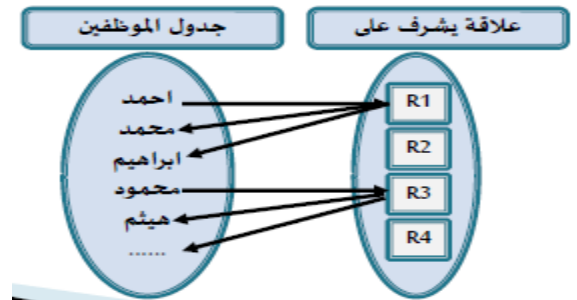 علاقة يشرف على
جدول الموظفين
R1
R2
R3
R4
احمد
محمد
ابراهيم
محمود
هيثم
......